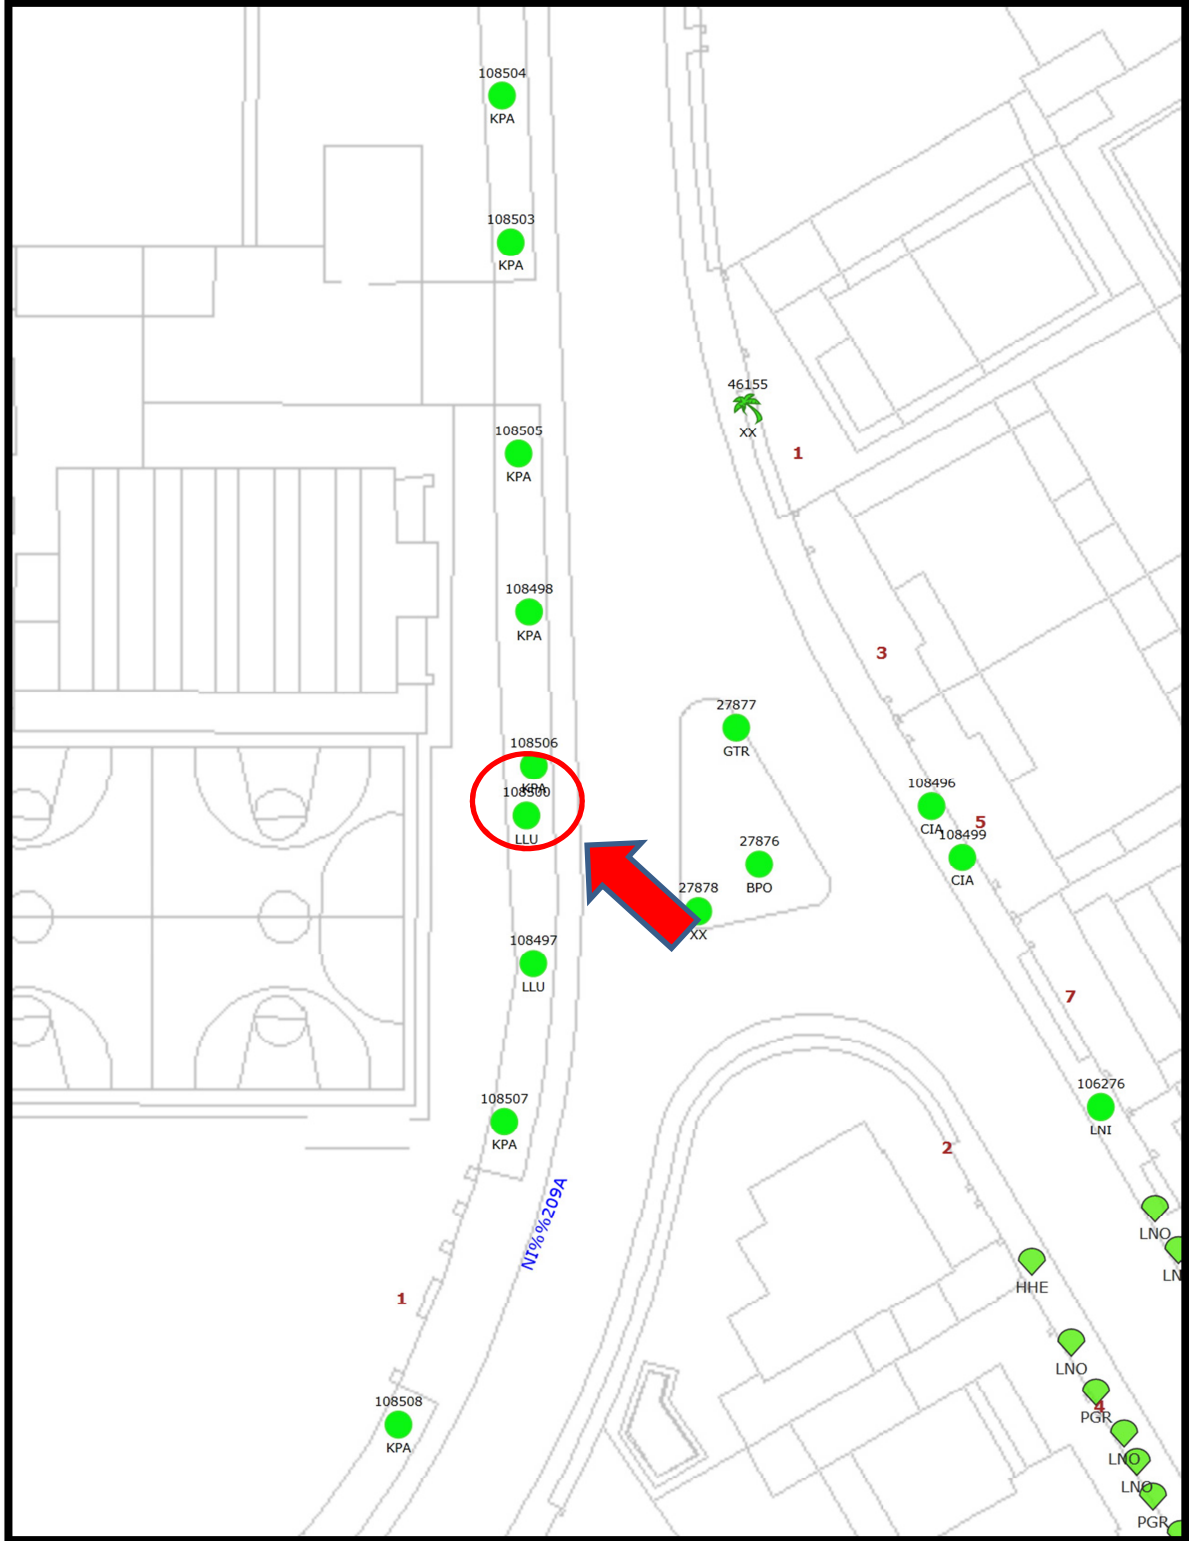 108504
KPA
108503
KPA
46155
XX
108505
KPA
1
108498
KPA
3
27877
GTR
108506
KPA
108500
LLU
108496
CIA
5
108499
CIA
27876
BPO
27878
XX
108497
LLU
7
106276
LNI
108507
KPA
2
NI%%209A
LNO
LN
HHE
1
LNO
108508
KPA
4
PGR
LNO
LNO
PGR